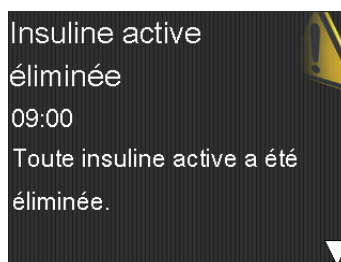 Insuline active
éliminée
09:00
Toute insuline active a été
éliminée.